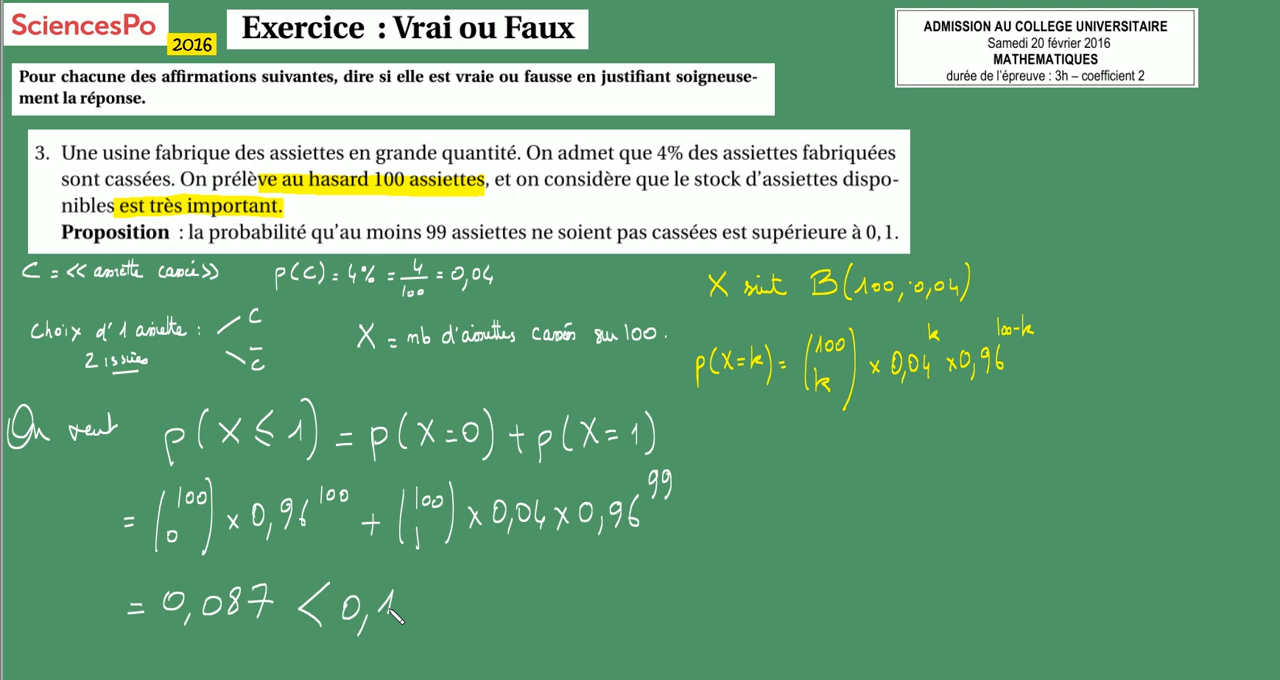 SciencesPo
2016
Exercice : Vrai ou Faux
ADMISSION AU COLLEGE UNIVERSITAIRE
Samedi 20 février 2016
MATHEMATIQUES
durée de l'épreuve : 3h – coefficient 2
Pour chacune des affirmations suivantes, dire si elle est vraie ou fausse en justifiant soigneuse-
ment la réponse.
3. Une usine fabrique des assiettes en grande quantité. On admet que 4% des assiettes fabriquées
sont cassées. On prélève au hasard 100 assiettes, et on considère que le stock d'assiettes dispo-
nibles est très important.
Proposition : la probabilité qu'au moins 99 assiettes ne soient pas cassées est supérieure à 0,1.
C = << assiette cassée >> p(C) = 4% = 4/100 = 0,04
Choix d'1 assiette : C
2 issues C̅
X = nb d'assiettes cassées sur 100.
X suit B(100, 0,04)
p(X=k) = (100 k) × 0,04^k × 0,96^100-k
On veut p(X ≤ 1) = p(X=0) + p(X=1)
= (100 0) × 0,96^100 + (100 1) × 0,04 × 0,96^99
= 0,087 < 0,1